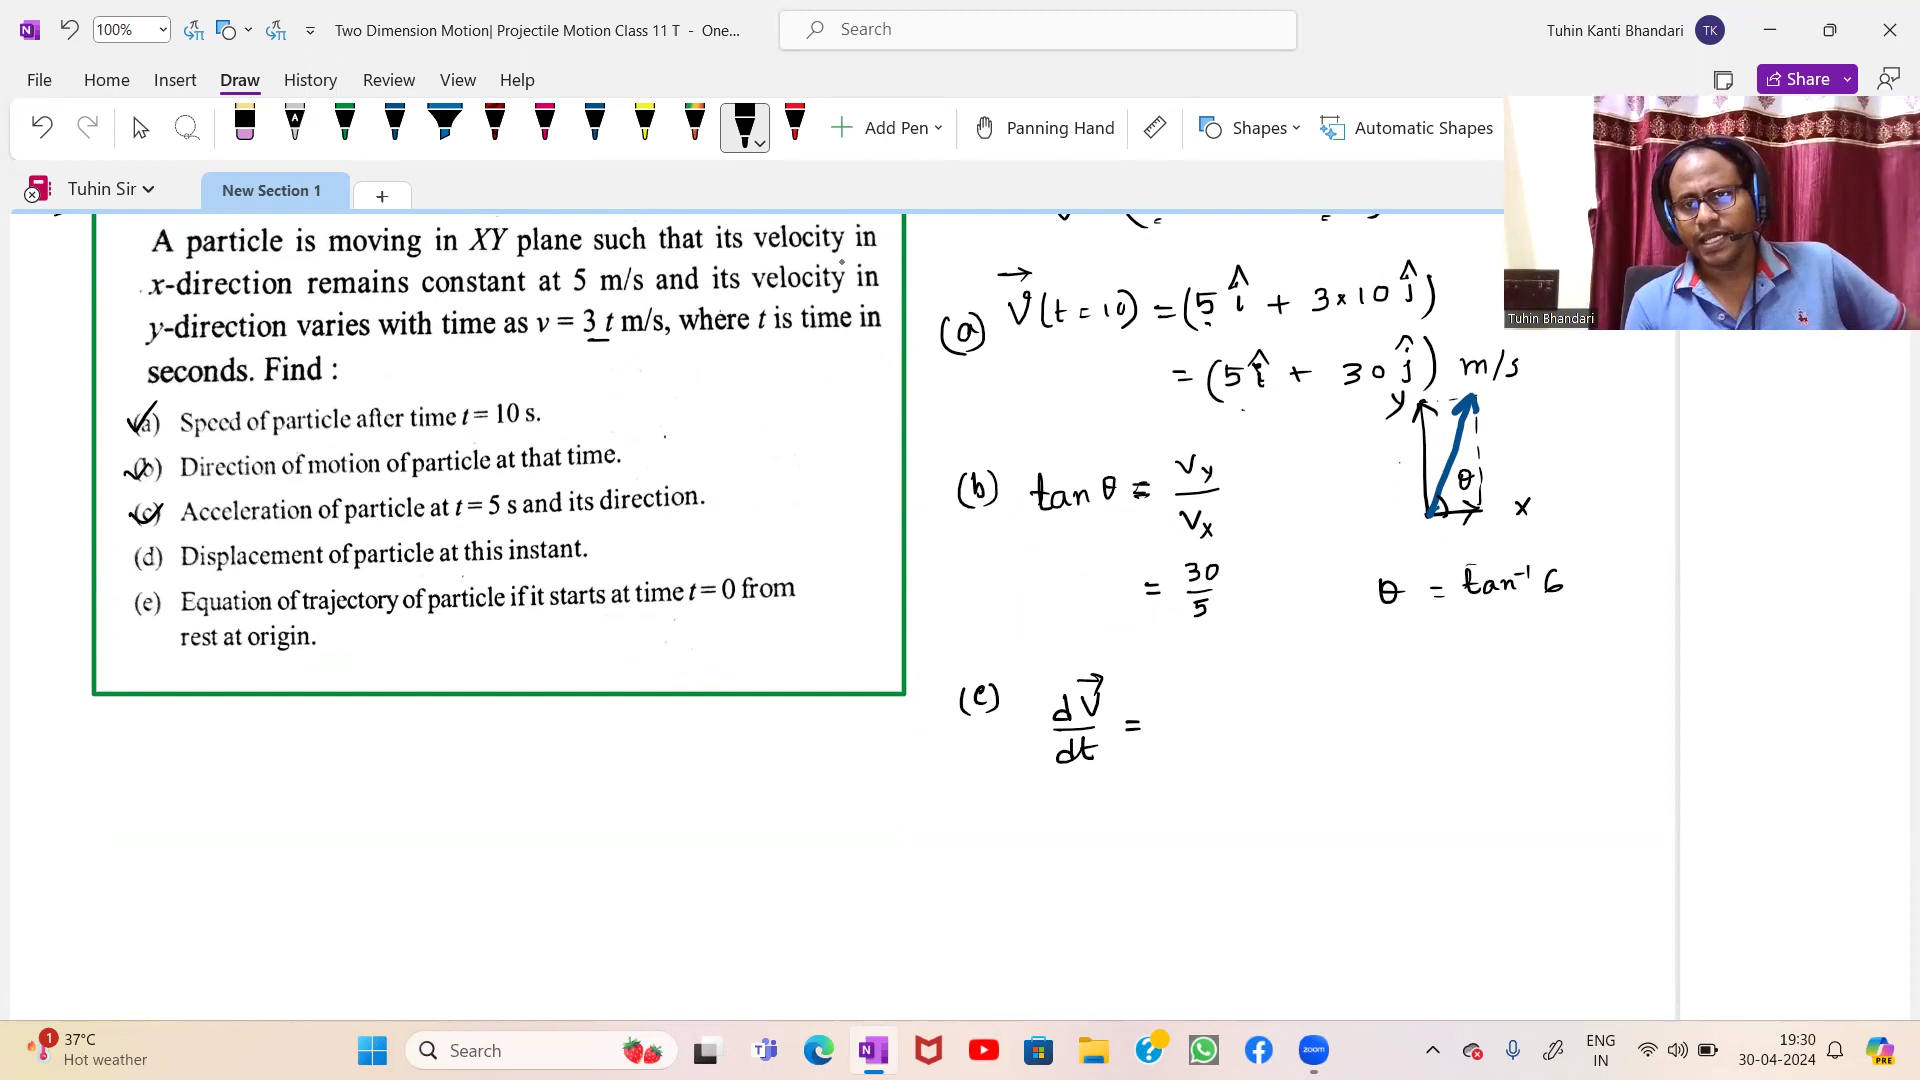 Two Dimension Motion| Projectile Motion Class 11 T - One...
100%
Search
Tuhin Kanti Bhandari
TK
File Home Insert Draw History Review View Help
Share
Add Pen
Panning Hand
Shapes
Automatic Shapes
Tuhin Sir
New Section 1
+
Tuhin Bhandari
A particle is moving in XY plane such that its velocity in
x-direction remains constant at 5 m/s and its velocity in
y-direction varies with time as v = 3 t m/s, where t is time in
seconds. Find :
(a) Speed of particle after time t = 10 s.
(b) Direction of motion of particle at that time.
(c) Acceleration of particle at t = 5 s and its direction.
(d) Displacement of particle at this instant.
(e) Equation of trajectory of particle if it starts at time t = 0 from
rest at origin.
(a) V⃗(t = 10) = (5 î + 3×10 ĵ)
= (5 î + 30 ĵ) m/s
y
θ
x
(b) tan θ = Vy/Vx
= 30/5
θ = tan⁻¹ 6
(c) dV⃗/dt =
1
37°C
Hot weather
Search
zoom
ENG
IN
19:30
30-04-2024
PRE